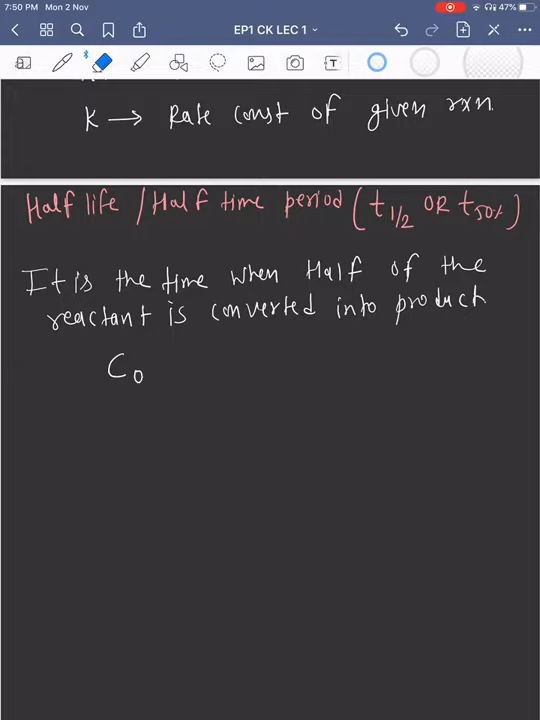 7:50 PM Mon 2 Nov
47%
EP1 CK LEC 1
K → Rate const of given rxn.
Half life / Half time period ( t1/2 OR t50% )
It is the time when Half of the
reactant is converted into product
C0